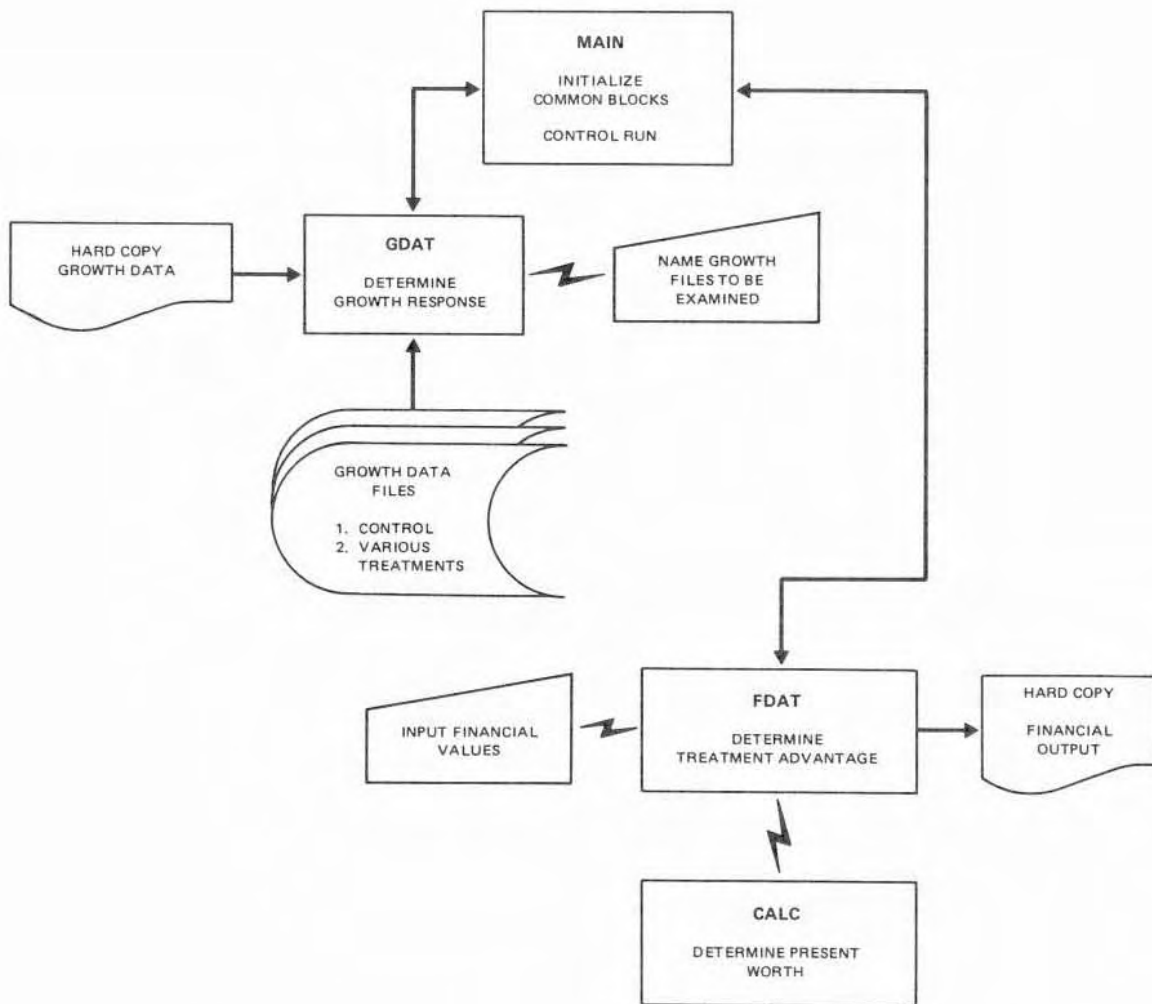 MAIN
INITIALIZE
COMMON BLOCKS
CONTROL RUN
HARD COPY
GROWTH DATA
GDAT
DETERMINE
GROWTH RESPONSE
NAME GROWTH
FILES TO BE
EXAMINED
GROWTH DATA
FILES
1. CONTROL
2. VARIOUS
TREATMENTS
INPUT FINANCIAL
VALUES
FDAT
DETERMINE
TREATMENT ADVANTAGE
HARD COPY
FINANCIAL
OUTPUT
CALC
DETERMINE PRESENT
WORTH